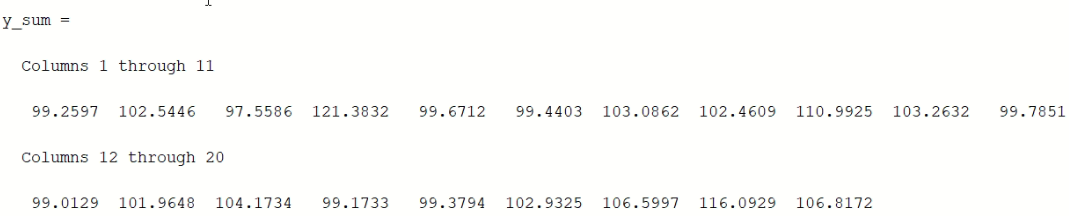 y_sum =
Columns 1 through 11
99.2597 102.5446 97.5586 121.3832 99.6712 99.4403 103.0862 102.4609 110.9925 103.2632 99.7851
Columns 12 through 20
99.0129 101.9648 104.1734 99.1733 99.3794 102.9325 106.5997 116.0929 106.8172